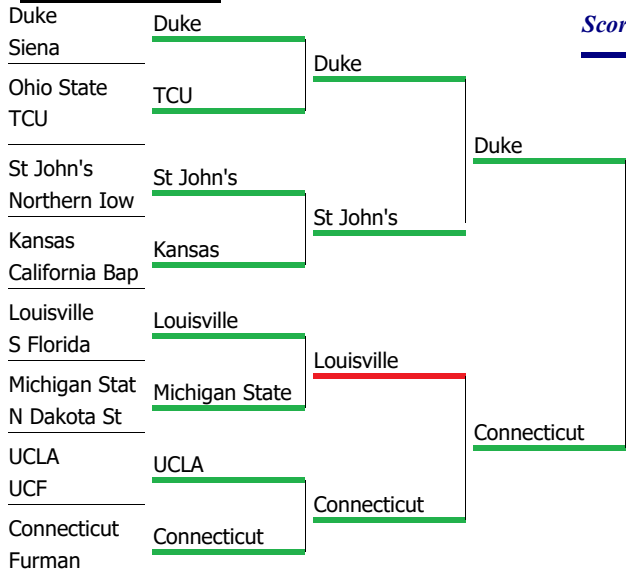 Duke
Siena
Ohio State
TCU
St John's
Northern Iow
Kansas
California Bap
Louisville
S Florida
Michigan Stat
N Dakota St
UCLA
UCF
Connecticut
Furman
Duke
TCU
St John's
Kansas
Louisville
Michigan State
UCLA
Connecticut
Duke
St John's
Louisville
Connecticut
Duke
Connecticut
Scor